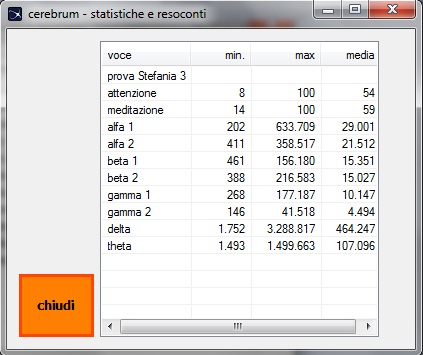 cerebrum - statistiche e resoconti
voce min. max media
prova Stefania 3
attenzione 8 100 54
meditazione 14 100 59
alfa 1 202 633.709 29.001
alfa 2 411 358.517 21.512
beta 1 461 156.180 15.351
beta 2 388 216.583 15.027
gamma 1 268 177.187 10.147
gamma 2 146 41.518 4.494
delta 1.752 3.288.817 464.247
theta 1.493 1.499.663 107.096
chiudi